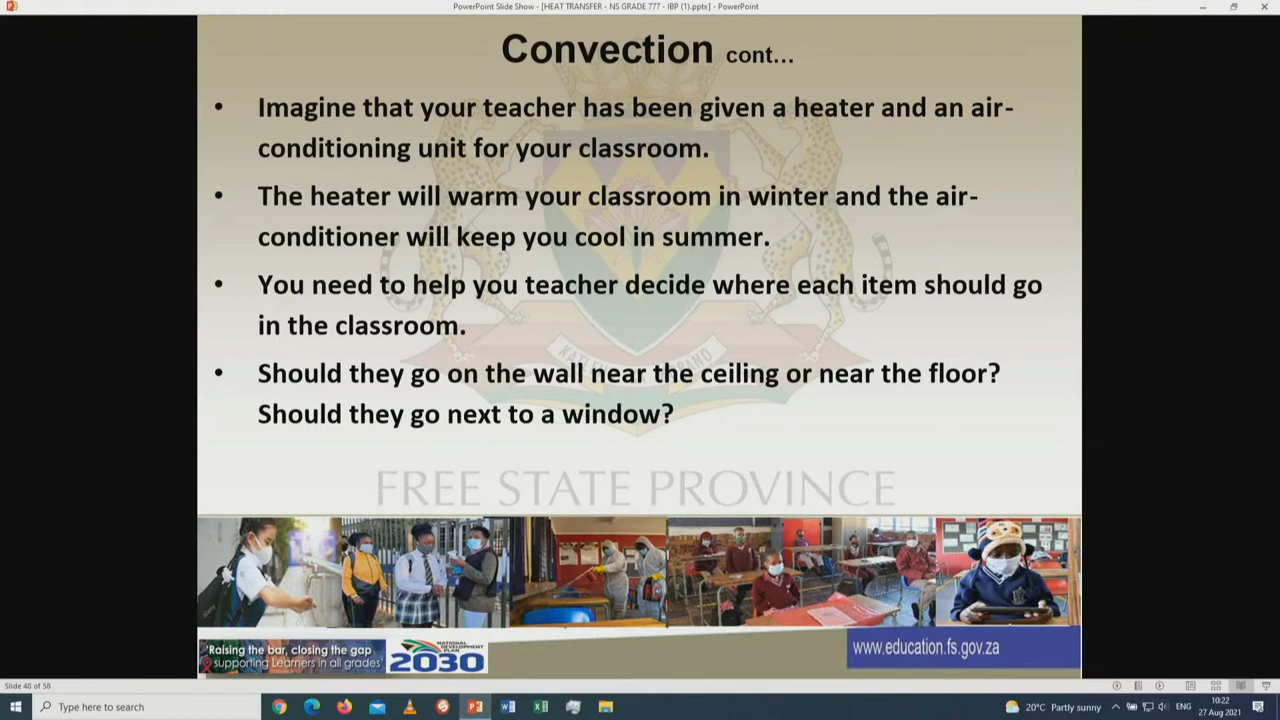 PowerPoint Slide Show - [HEAT TRANSFER - NS GRADE 777 - IBP (1).pptx] - PowerPoint
Convection cont...
• Imagine that your teacher has been given a heater and an air-
conditioning unit for your classroom.
• The heater will warm your classroom in winter and the air-
conditioner will keep you cool in summer.
• You need to help you teacher decide where each item should go
in the classroom.
• Should they go on the wall near the ceiling or near the floor?
Should they go next to a window?
FREE STATE PROVINCE
'Raising the bar, closing the gap
supporting Learners in all grades'
NATIONAL
DEVELOPMENT
PLAN
2030
www.education.fs.gov.za
Slide 48 of 58
Type here to search
20°C Partly sunny
ENG
10:22
27 Aug 2021